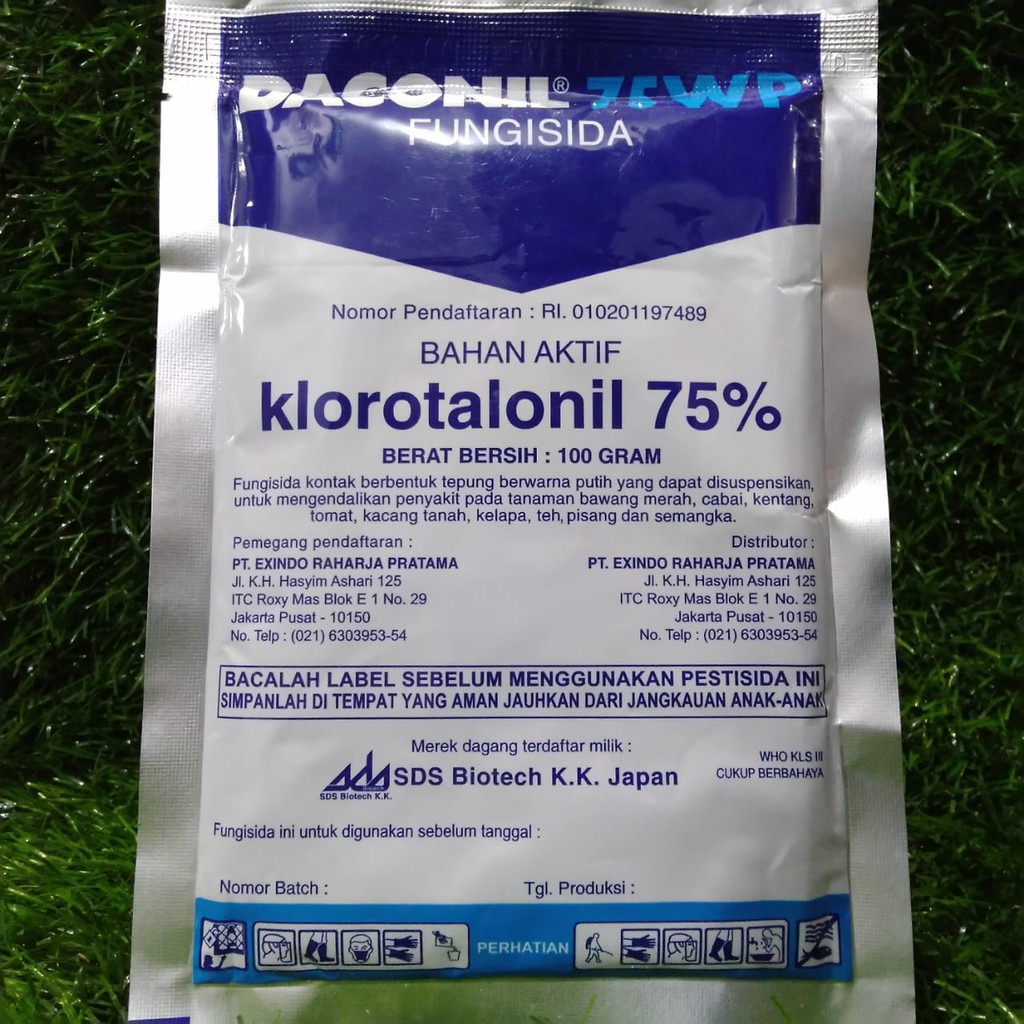 DACONIL® 75WP
FUNGISIDA
Nomor Pendaftaran : RI. 010201197489
BAHAN AKTIF
klorotalonil 75%
BERAT BERSIH : 100 GRAM
Fungisida kontak berbentuk tepung berwarna putih yang dapat disuspensikan,
untuk mengendalikan penyakit pada tanaman bawang merah, cabai, kentang,
tomat, kacang tanah, kelapa, teh, pisang dan semangka.
Pemegang pendaftaran :
PT. EXINDO RAHARJA PRATAMA
Jl. K.H. Hasyim Ashari 125
ITC Roxy Mas Blok E 1 No. 29
Jakarta Pusat - 10150
No. Telp : (021) 6303953-54
Distributor :
PT. EXINDO RAHARJA PRATAMA
Jl. K.H. Hasyim Ashari 125
ITC Roxy Mas Blok E 1 No. 29
Jakarta Pusat - 10150
No. Telp : (021) 6303953-54
BACALAH LABEL SEBELUM MENGGUNAKAN PESTISIDA INI
SIMPANLAH DI TEMPAT YANG AMAN JAUHKAN DARI JANGKAUAN ANAK-ANAK
Merek dagang terdaftar milik :
SDS Biotech K.K. Japan
SDS Biotech K.K.
WHO KLS III
CUKUP BERBAHAYA
Fungisida ini untuk digunakan sebelum tanggal :
Nomor Batch :
Tgl. Produksi :
PERHATIAN